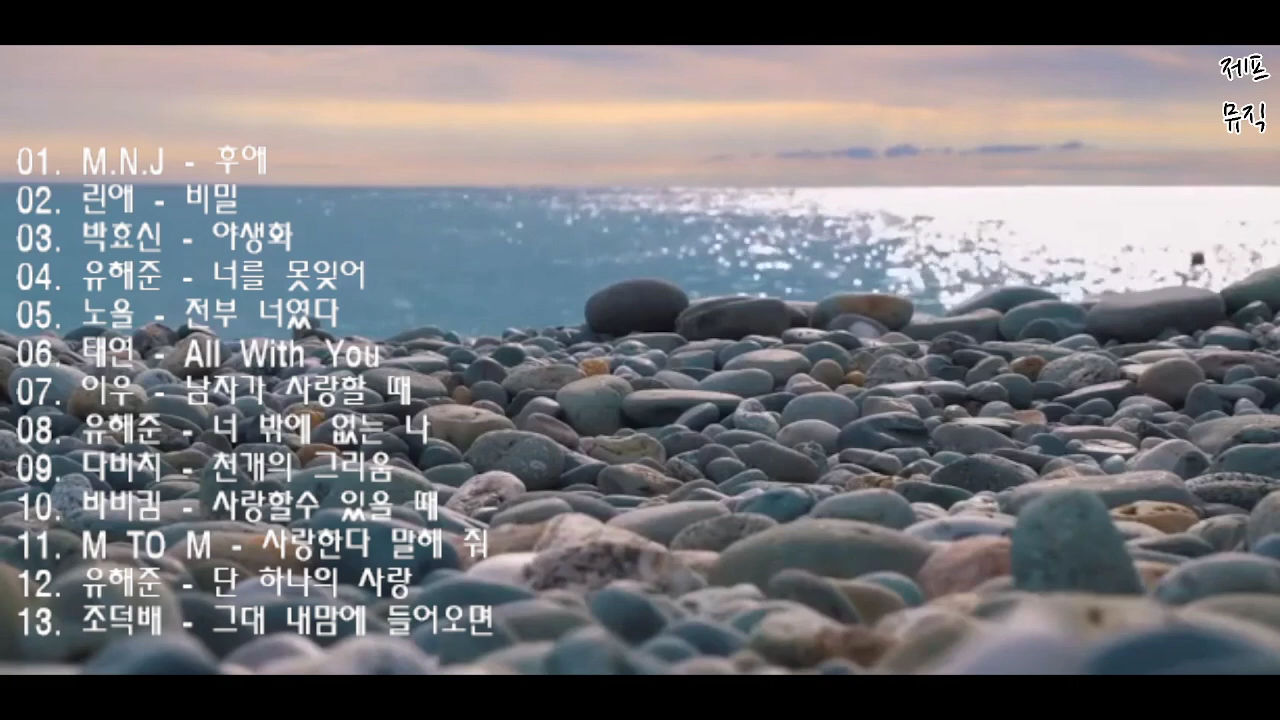 제프
뮤직
01. M.N.J - 후애
02. 린애 - 비밀
03. 박효신 - 야생화
04. 유해준 - 너를 못잊어
05. 노을 - 전부 너였다
06. 태연 - All With You
07. 이우 - 남자가 사랑할 때
08. 유해준 - 너 밖에 없는 나
09. 다비치 - 천개의 그리움
10. 바비킴 - 사랑할수 있을 때
11. M TO M - 사랑한다 말해 줘
12. 유해준 - 단 하나의 사랑
13. 조덕배 - 그대 내맘에 들어오면